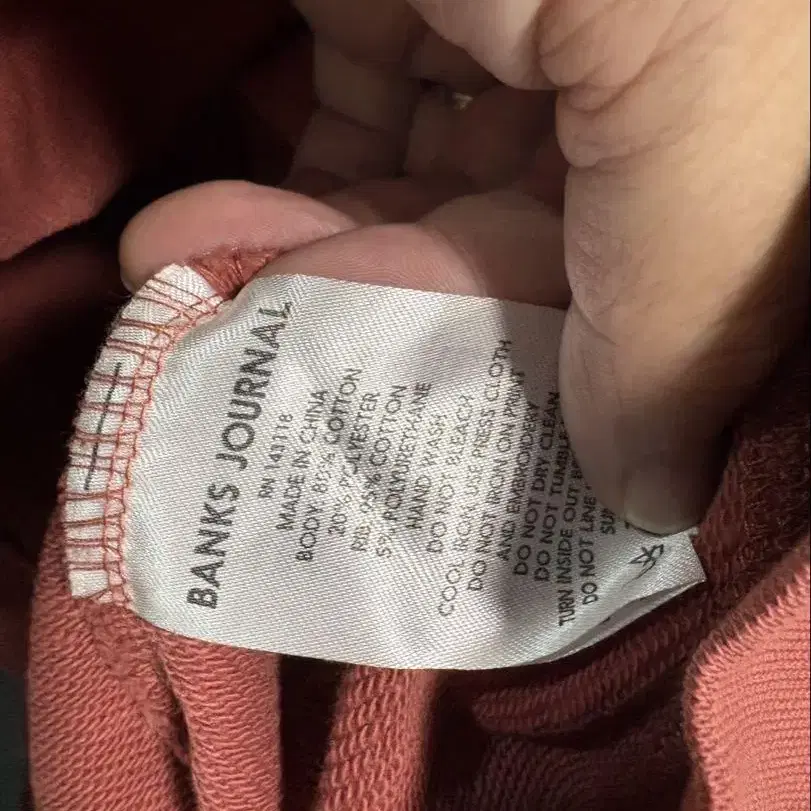 BANKS JOURNAL
RN 141118
MADE IN CHINA
BODY: 80% COTTON
20% POLYESTER
RIB: 95% COTTON
5% POLYURETHANE
HAND WASH
DO NOT BLEACH
COOL IRON, USE PRESS CLOTH
DO NOT IRON ON PRINT
AND EMBROIDERY
DO NOT DRY CLEAN
DO NOT TUMBLE
TURN INSIDE OUT
DO NOT LINE